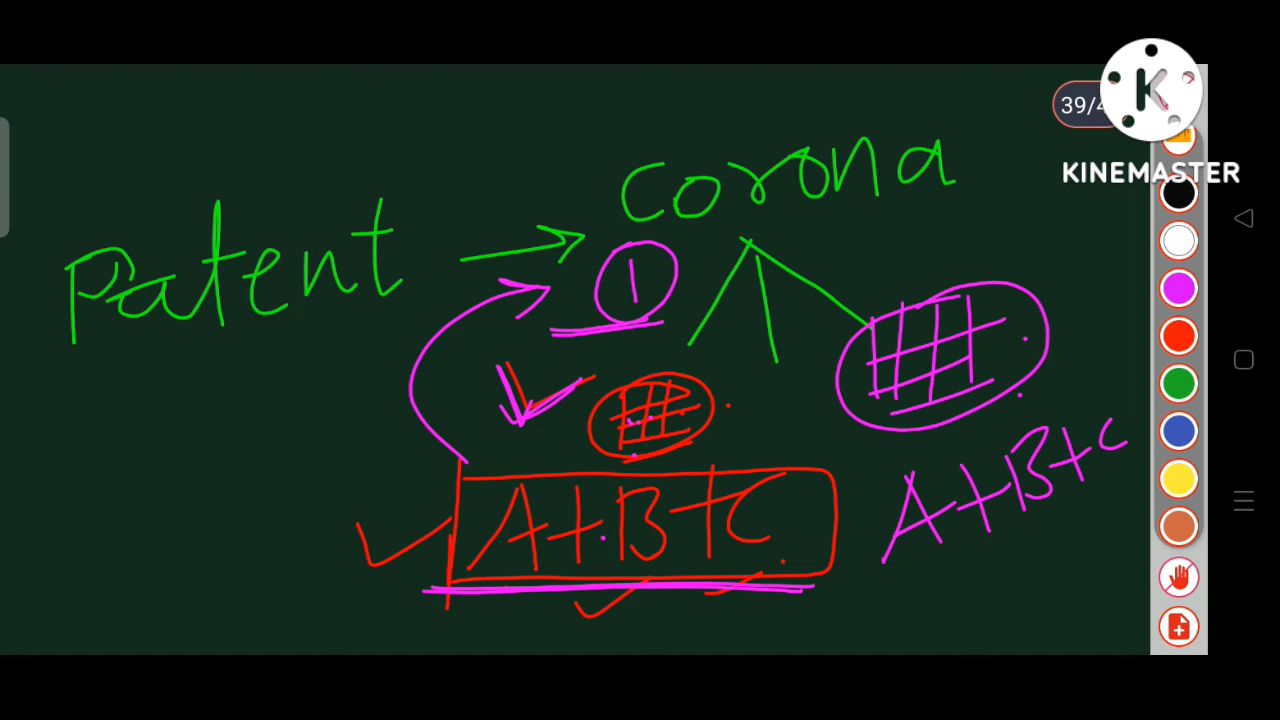 39/4
KINEMASTER
Corona
Patent
1
A+B+C
A+B+C